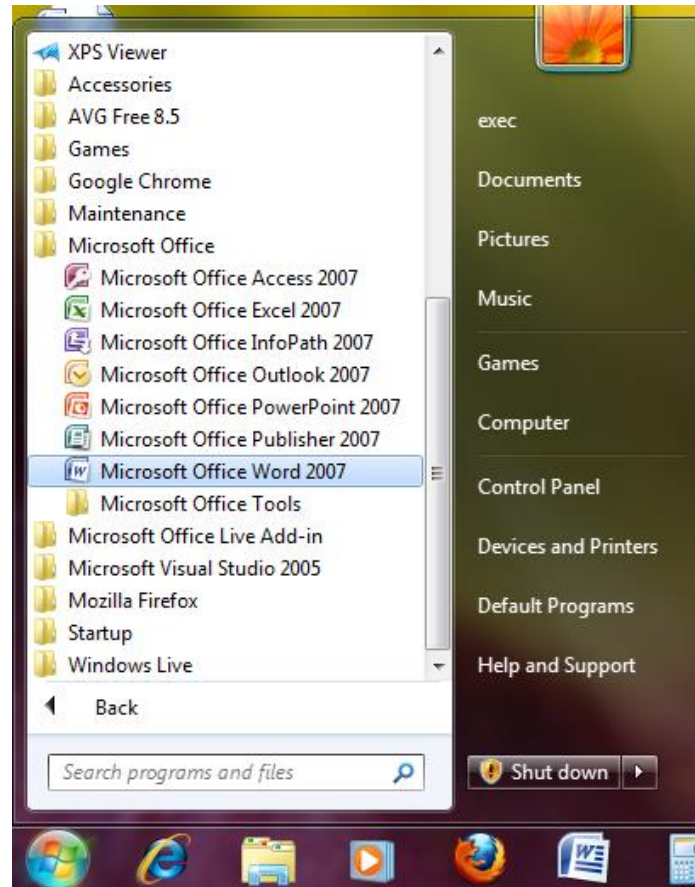 XPS Viewer
Accessories
AVG Free 8.5
Games
Google Chrome
Maintenance
Microsoft Office
Microsoft Office Access 2007
Microsoft Office Excel 2007
Microsoft Office InfoPath 2007
Microsoft Office Outlook 2007
Microsoft Office PowerPoint 2007
Microsoft Office Publisher 2007
Microsoft Office Word 2007
Microsoft Office Tools
Microsoft Office Live Add-in
Microsoft Visual Studio 2005
Mozilla Firefox
Startup
Windows Live
Back
Search programs and files
exec
Documents
Pictures
Music
Games
Computer
Control Panel
Devices and Printers
Default Programs
Help and Support
Shut down